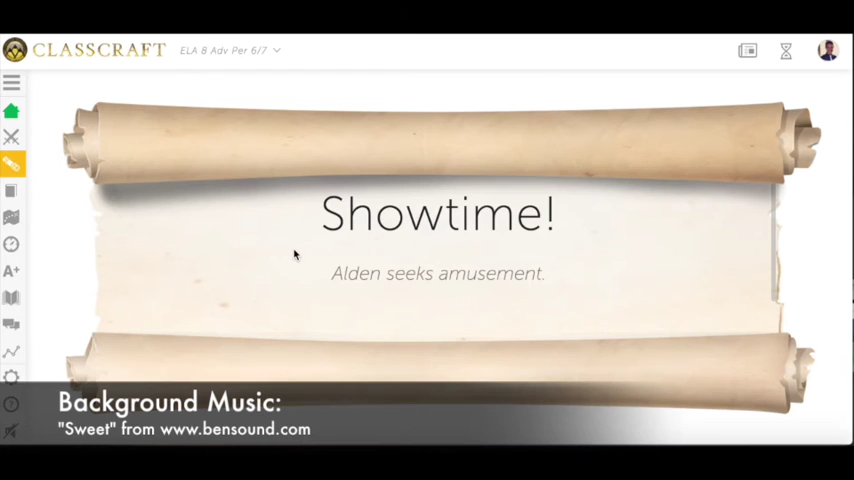 CLASSCRAFT
ELA 8 Adv Per 6/7
A+
Showtime!
Alden seeks amusement.
Background Music:
"Sweet" from www.bensound.com